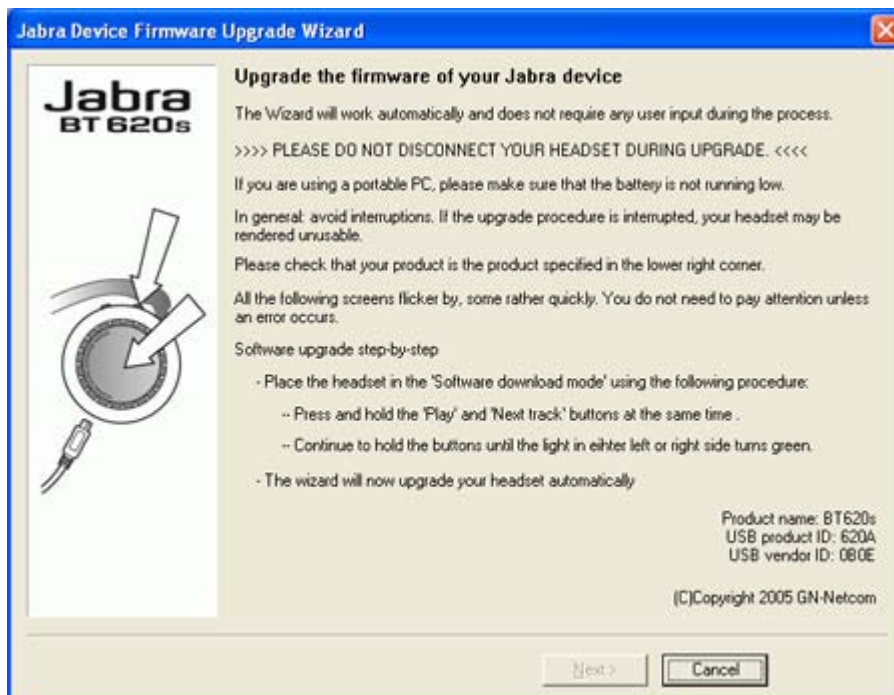 Jabra Device Firmware Upgrade Wizard
Jabra
BT 620s
Upgrade the firmware of your Jabra device
The Wizard will work automatically and does not require any user input during the process.
>>>> PLEASE DO NOT DISCONNECT YOUR HEADSET DURING UPGRADE. <<<<
If you are using a portable PC, please make sure that the battery is not running low.
In general: avoid interruptions. If the upgrade procedure is interrupted, your headset may be
rendered unusable.
Please check that your product is the product specified in the lower right corner.
All the following screens flicker by, some rather quickly. You do not need to pay attention unless
an error occurs.
Software upgrade step-by-step
- Place the headset in the 'Software download mode' using the following procedure:
-- Press and hold the 'Play' and 'Next track' buttons at the same time .
-- Continue to hold the buttons until the light in eihter left or right side turns green.
- The wizard will now upgrade your headset automatically
Product name: BT620s
USB product ID: 620A
USB vendor ID: 0B0E
(C)Copyright 2005 GN-Netcom
Next >
Cancel